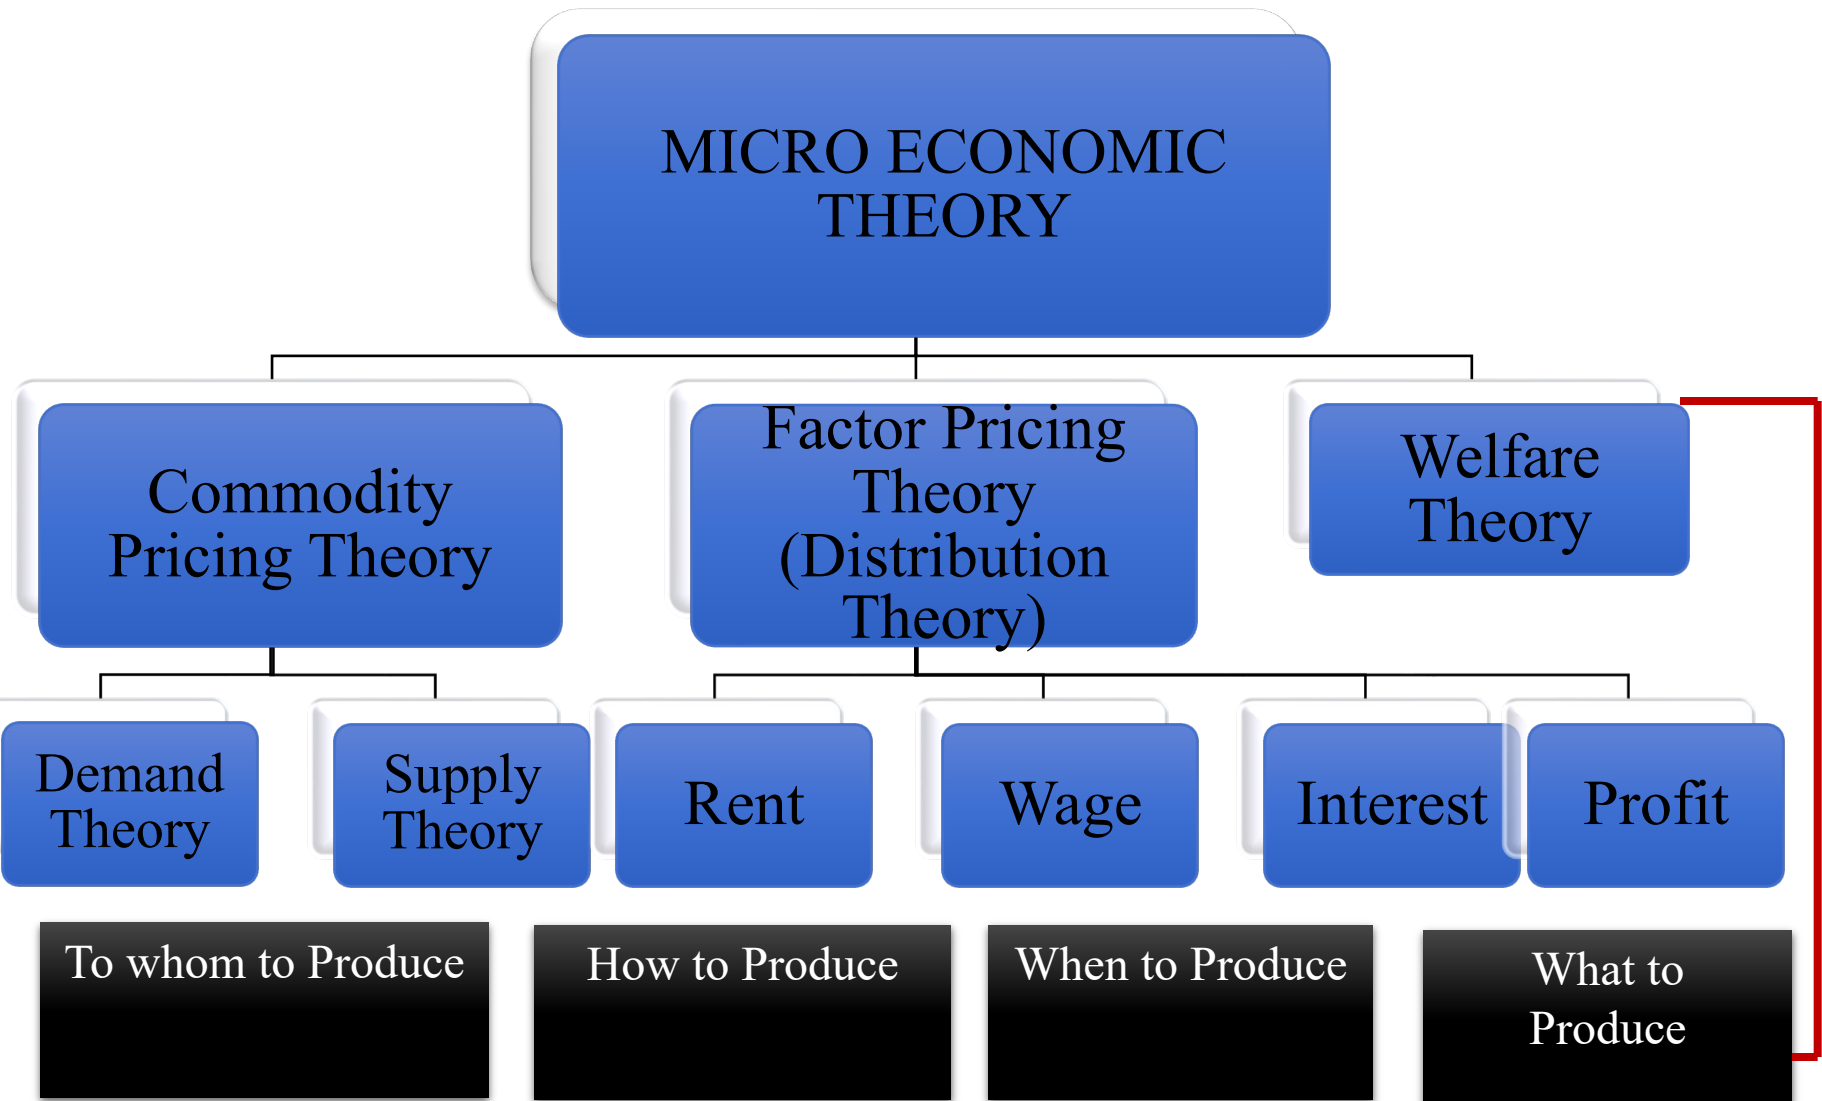 MICRO ECONOMIC
THEORY
Commodity
Pricing Theory
Factor Pricing
Theory
(Distribution
Theory)
Welfare
Theory
Demand
Theory
Supply
Theory
Rent
Wage
Interest
Profit
To whom to Produce
How to Produce
When to Produce
What to
Produce